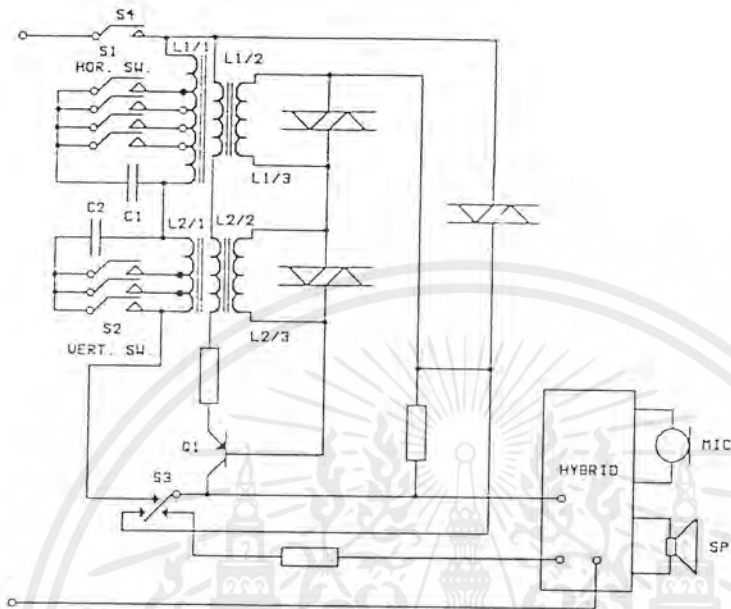 S4
S1
HOR. SW.
L1/1
L1/2
L1/3
C1
C2
L2/1
L2/2
L2/3
S2
VERT. SW.
Q1
S3
HYBRID
MIC
SP